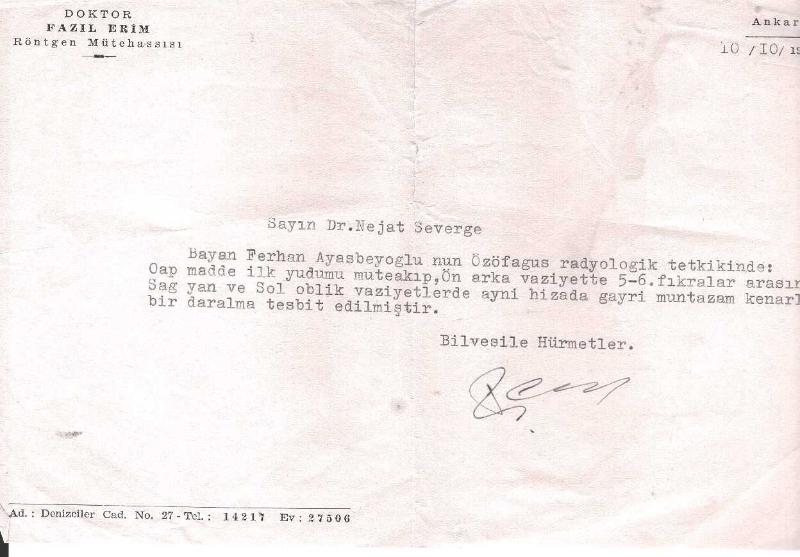 DOKTOR
FAZIL ERİM
Röntgen Mütehassısı
Ankar
10/10/19
Sayın Dr.Nejat Severge
Bayan Ferhan Ayasbeyoglu nun Özöfagus radyologik tetkikinde:
Oap madde ilk yudumu muteakıp,Ön arka vaziyette 5-6.fıkralar arasın
Sag yan ve Sol oblik vaziyetlerde ayni hizada gayri muntazam kenarl
bir daralma tesbit edilmiştir.
Bilvesile Hürmetler.
Ad.: Denizciler Cad. No. 27 - Tel.: 14217 Ev: 27506